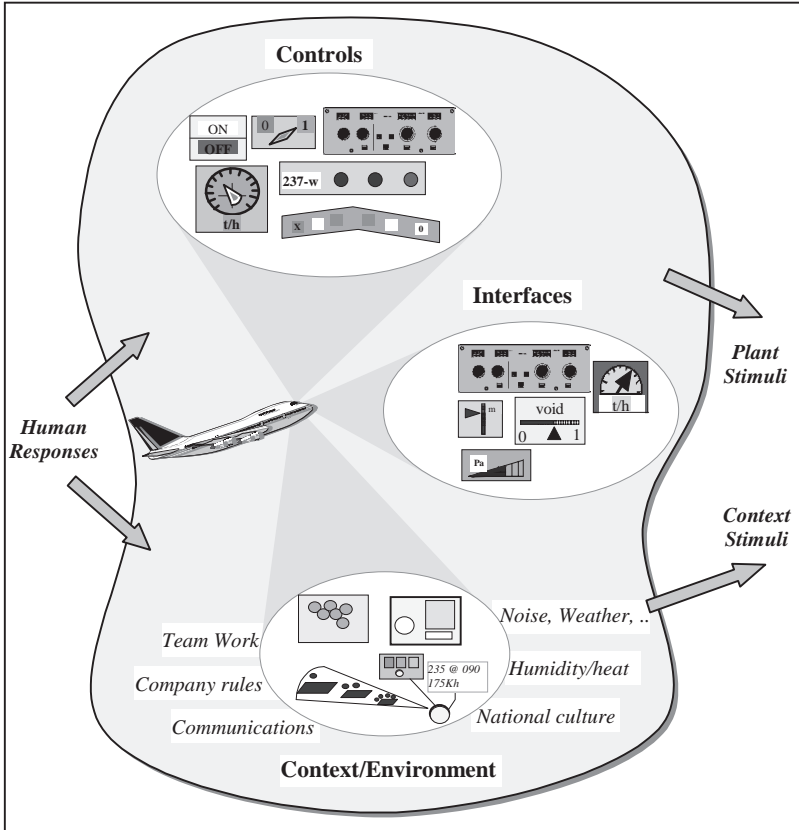 Controls
ON
OFF
0 1
237-w
t/h
X 0
Interfaces
m
void
0 1
t/h
Pa
Plant
Stimuli
Human
Responses
Context
Stimuli
Team Work
Company rules
Communications
235 @ 090
175Kh
Noise, Weather, ..
Humidity/heat
National culture
Context/Environment